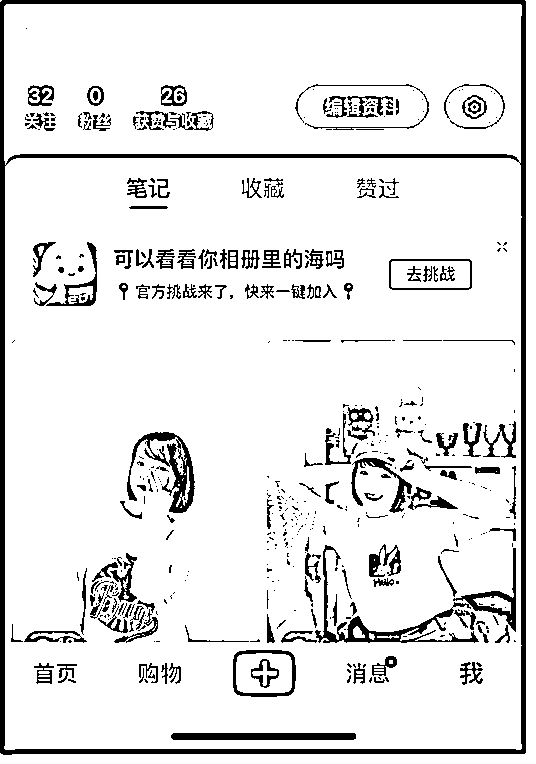 32 0 26
关注 粉丝 获赞与收藏 编辑资料
笔记 收藏 赞过
可以看看你相册里的海吗
官方挑战来了，快来一键加入
去挑战
Hello.
首页 购物 消息 我